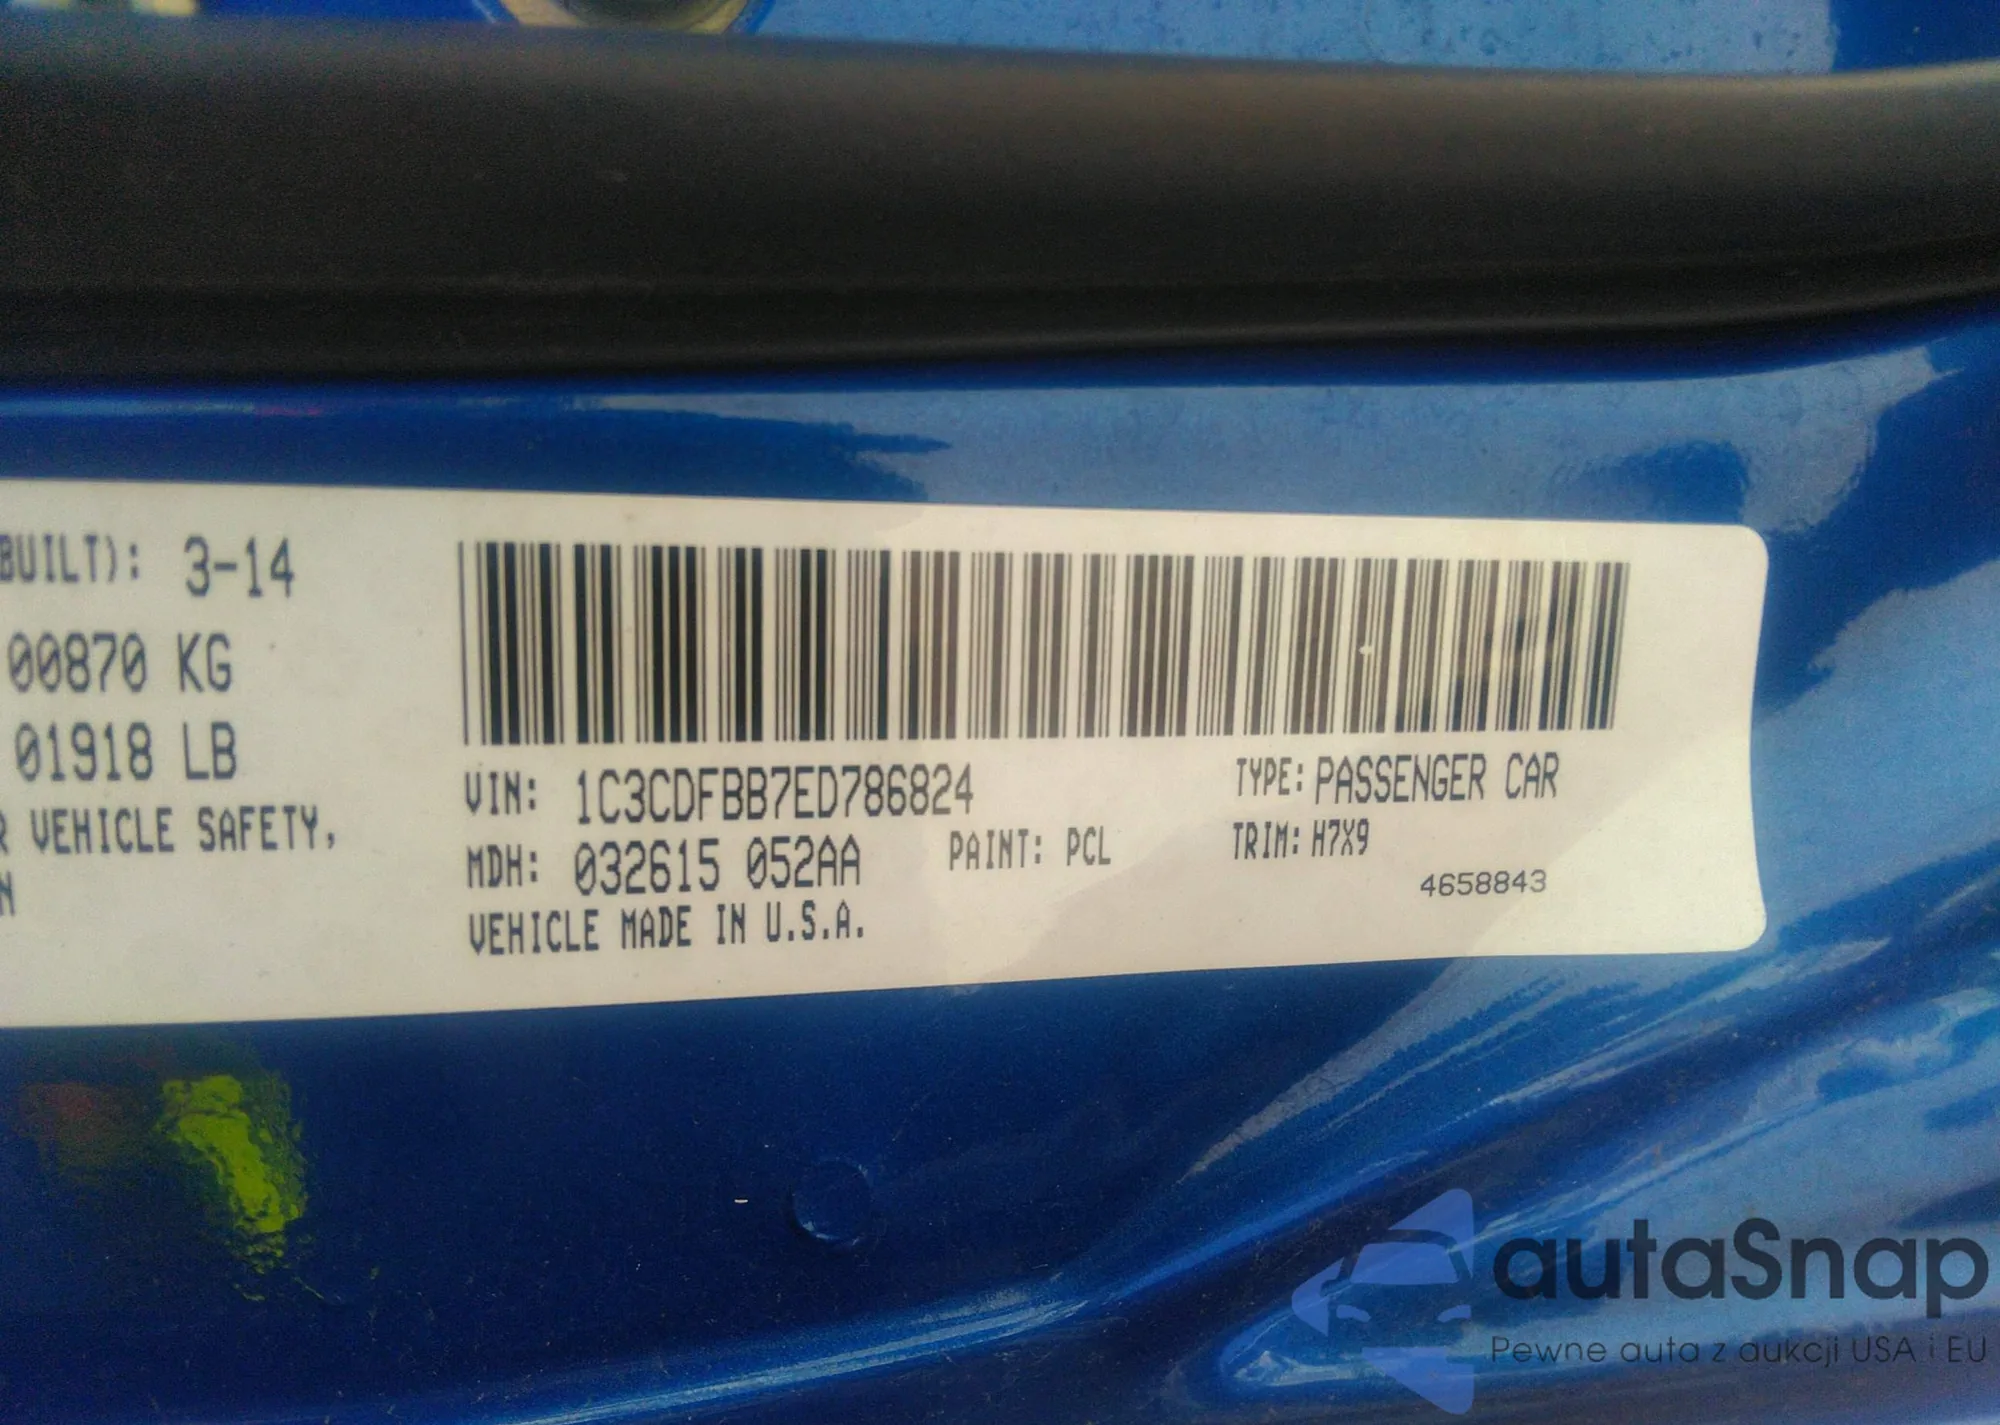 BUILT): 3-14
00870 KG
01918 LB
VEHICLE SAFETY,
N
VIN: 1C3CDFBB7ED786824
TYPE: PASSENGER CAR
MDH: 032615 052AA
PAINT: PCL
TRIM: H7X9
4658843
VEHICLE MADE IN U.S.A.
autaSnap
Pewne auta z aukcji USA i EU